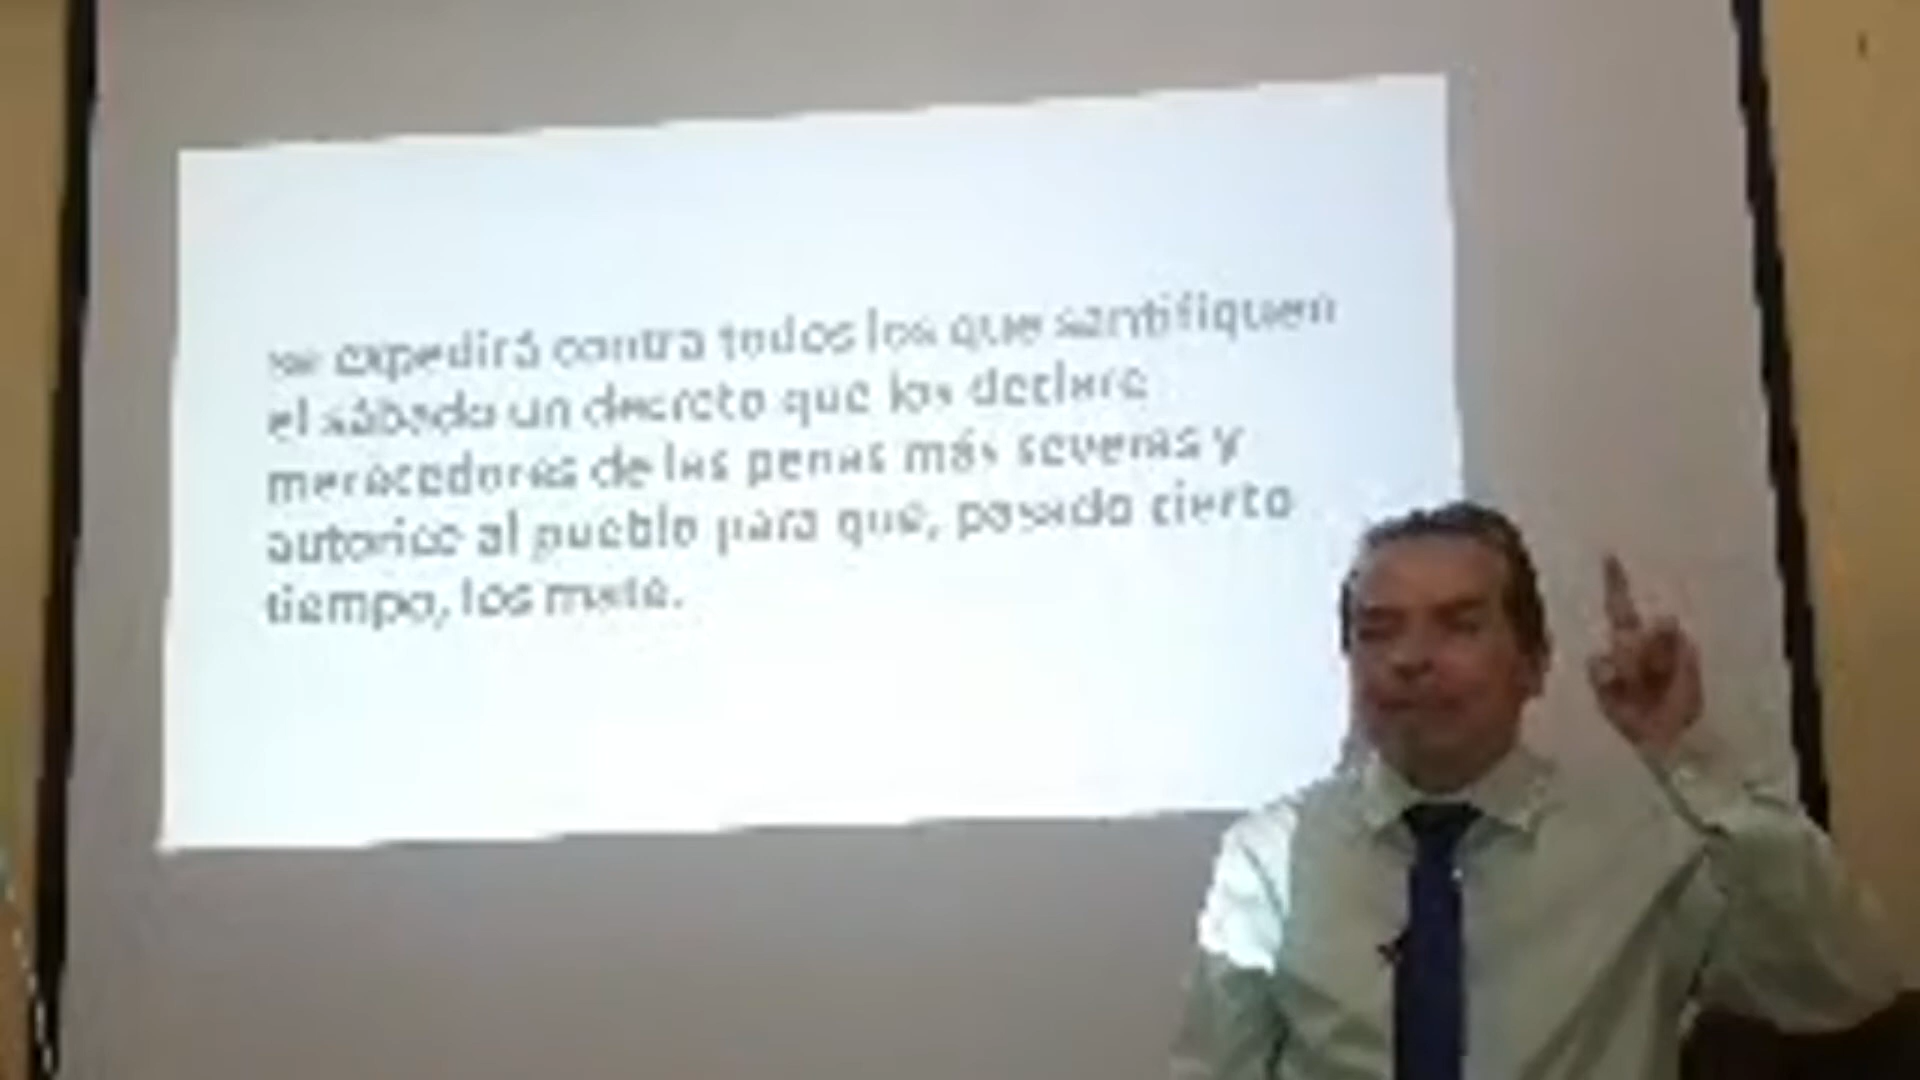 se expedirá contra todos los que santifiquen
el sábado un decreto que los declare
merecedores de las penas más severas y
autorice al pueblo para que, pasado cierto
tiempo, los mate.